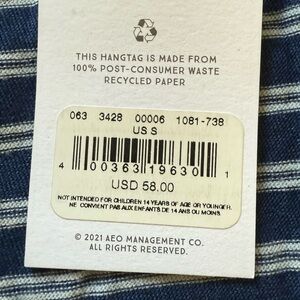 THIS HANGTAG IS MADE FROM
100% POST-CONSUMER WASTE
RECYCLED PAPER
063 3428 00006 1081-738
US S
4 00363 19630 1
USD 58.00
NOT INTENDED FOR CHILDREN 14 YEARS OF AGE OR YOUNGER.
NE CONVIENT PAS AUX ENFANTS DE 14 ANS OU MOINS.
© 2021 AEO MANAGEMENT CO.
ALL RIGHTS RESERVED.